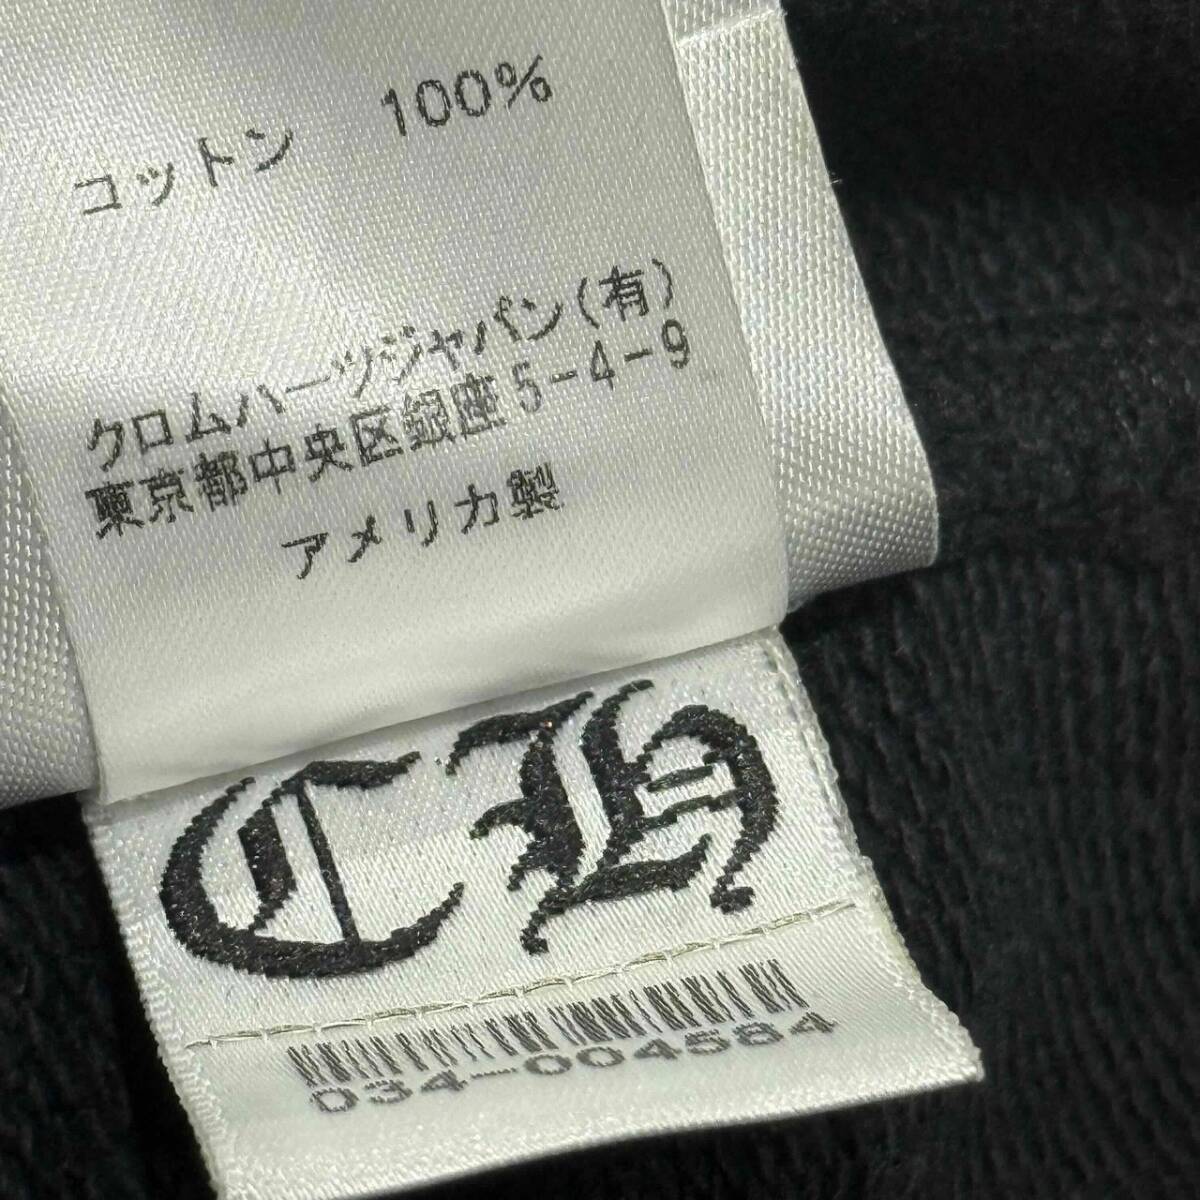 コットン 100%
クロムハーツジャパン(有)
東京都中央区銀座5-4-9
アメリカ製
CH
034-004584